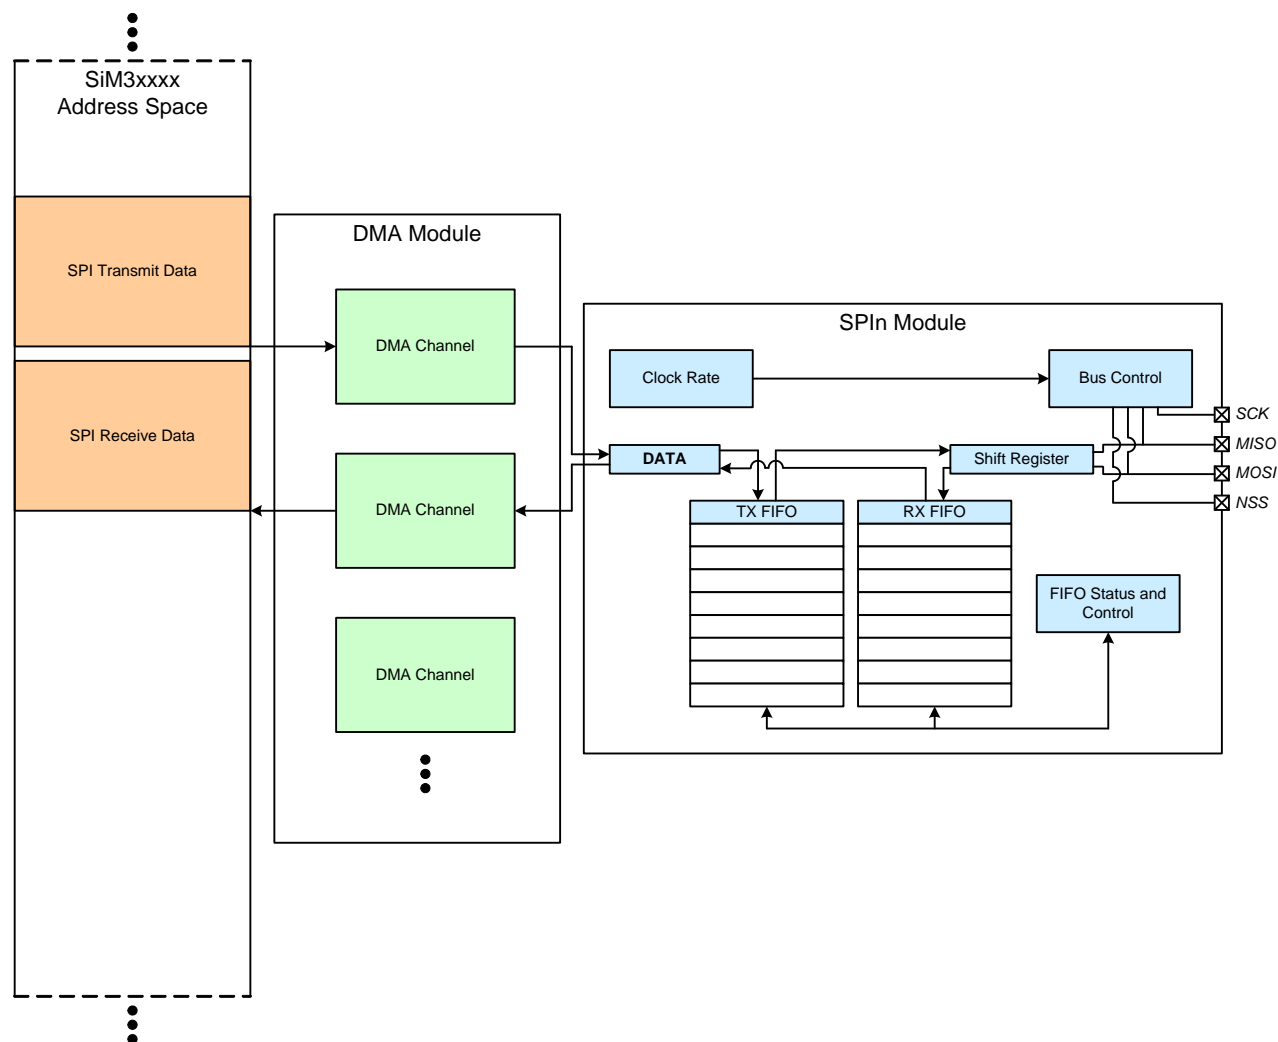 SiM3xxxx
Address Space
SPI Transmit Data
SPI Receive Data
DMA Module
DMA Channel
DMA Channel
DMA Channel
SPIn Module
Clock Rate
Bus Control
DATA
Shift Register
TX FIFO
RX FIFO
FIFO Status and
Control
SCK
MISO
MOSI
NSS